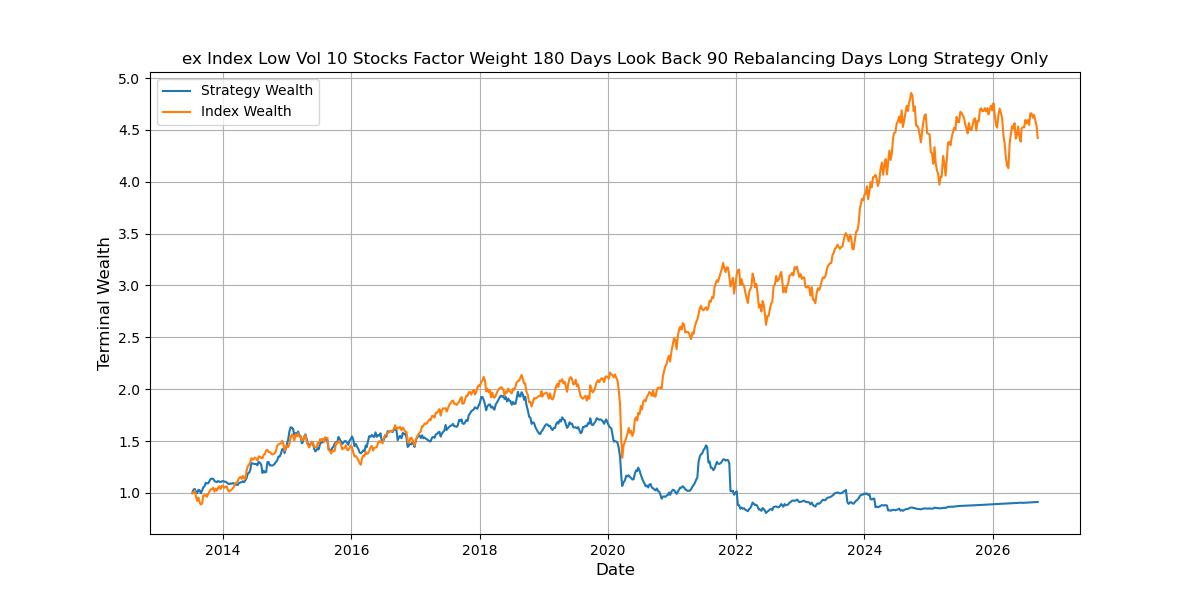 ex Index Low Vol 10 Stocks Factor Weight 180 Days Look Back 90 Rebalancing Days Long Strategy Only
Strategy Wealth
Index Wealth
5.0
4.5
4.0
3.5
3.0
2.5
2.0
1.5
1.0
Terminal Wealth
2014 2016 2018 2020 2022 2024 2026
Date